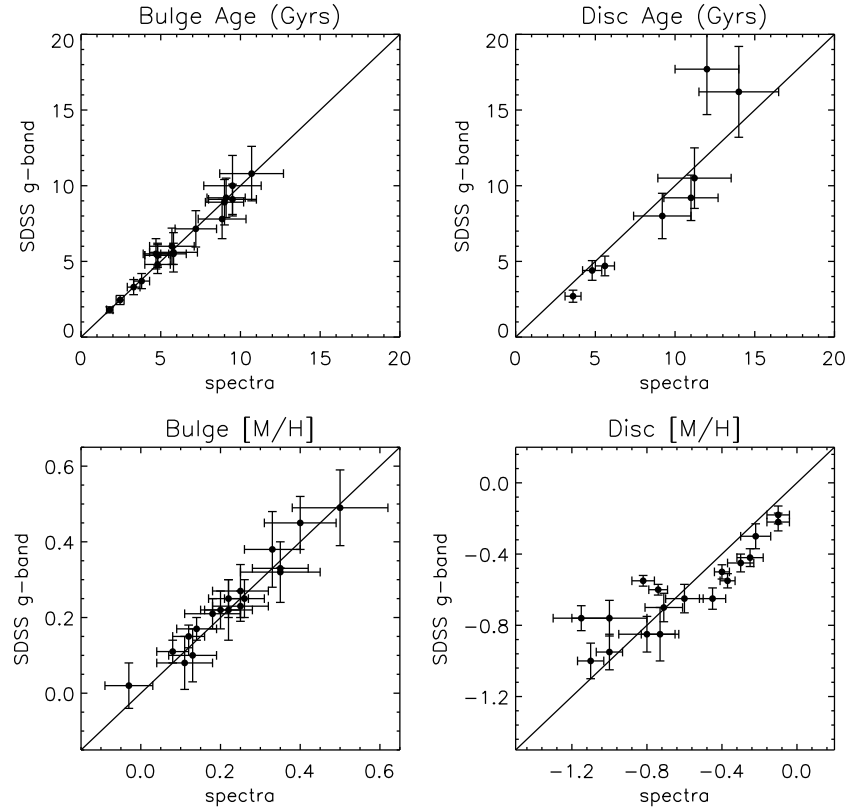 Bulge Age (Gyrs)
20
15
10
5
0
SDSS g-band
0 5 10 15 20
spectra
Disc Age (Gyrs)
20
15
10
5
0
SDSS g-band
0 5 10 15 20
spectra
Bulge [M/H]
0.6
0.4
0.2
0.0
SDSS g-band
0.0 0.2 0.4 0.6
spectra
Disc [M/H]
0.0
-0.4
-0.8
-1.2
SDSS g-band
-1.2 -0.8 -0.4 0.0
spectra